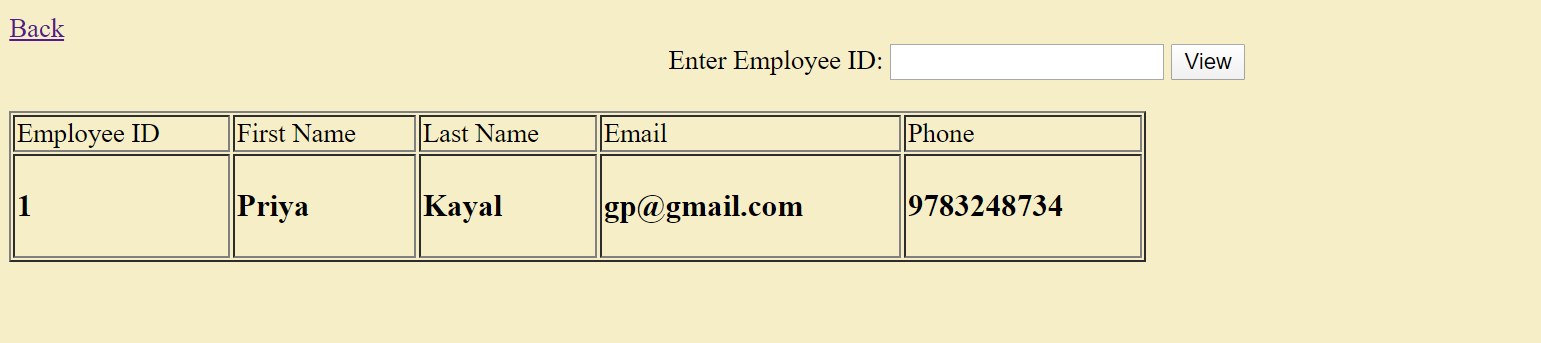 Back
Enter Employee ID: View
Employee ID First Name Last Name Email Phone
1 Priya Kayal gp@gmail.com 9783248734